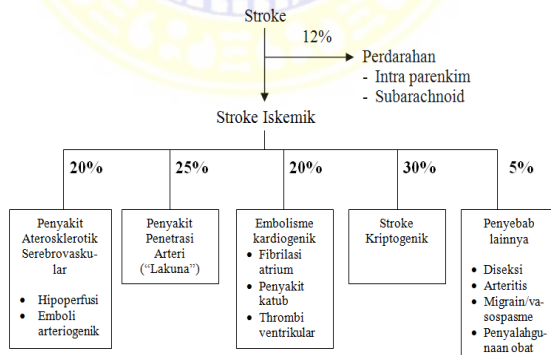 Stroke
12%
Perdarahan
- Intra parenkim
- Subarachnoid
Stroke Iskemik
20%
25%
20%
30%
5%
Penyakit
Aterosklerotik
Serebrovasku-
lar
• Hipoperfusi
• Emboli
arteriogenik
Penyakit
Penetrasi
Arteri
(“Lakuna”)
Embolisme
kardiogenik
• Fibrilasi
atrium
• Penyakit
katub
• Thrombi
ventrikular
Stroke
Kriptogenik
Penyebab
lainnya
• Diseksi
• Arteritis
• Migrain/va-
sospasme
• Penyalahgu-
naan obat